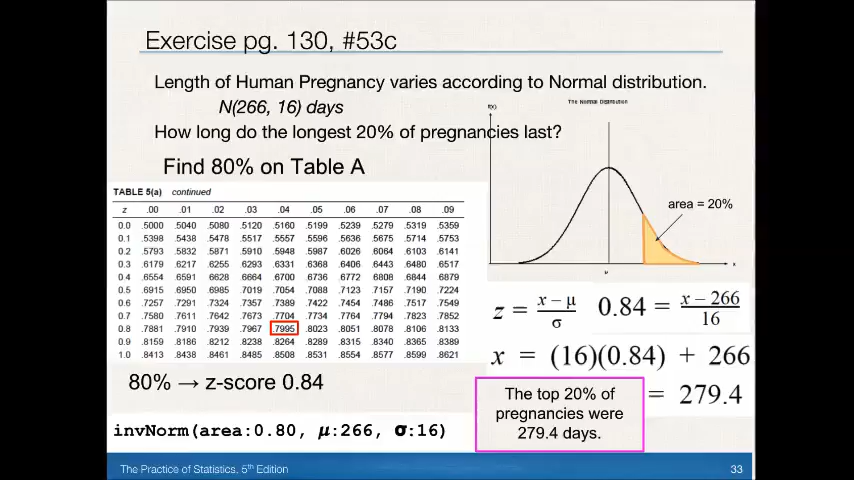 Exercise pg. 130, #53c
Length of Human Pregnancy varies according to Normal distribution.
N(266, 16) days
How long do the longest 20% of pregnancies last?
Find 80% on Table A
TABLE 5(a) continued
z .00 .01 .02 .03 .04 .05 .06 .07 .08 .09
0.0 .5000 .5040 .5080 .5120 .5160 .5199 .5239 .5279 .5319 .5359
0.1 .5398 .5438 .5478 .5517 .5557 .5596 .5636 .5675 .5714 .5753
0.2 .5793 .5832 .5871 .5910 .5948 .5987 .6026 .6064 .6103 .6141
0.3 .6179 .6217 .6255 .6293 .6331 .6368 .6406 .6443 .6480 .6517
0.4 .6554 .6591 .6628 .6664 .6700 .6736 .6772 .6808 .6844 .6879
0.5 .6915 .6950 .6985 .7019 .7054 .7088 .7123 .7157 .7190 .7224
0.6 .7257 .7291 .7324 .7357 .7389 .7422 .7454 .7486 .7517 .7549
0.7 .7580 .7611 .7642 .7673 .7704 .7734 .7764 .7794 .7823 .7852
0.8 .7881 .7910 .7939 .7967 .7995 .8023 .8051 .8078 .8106 .8133
0.9 .8159 .8186 .8212 .8238 .8264 .8289 .8315 .8340 .8365 .8389
1.0 .8413 .8438 .8461 .8485 .8508 .8531 .8554 .8577 .8599 .8621
80% → z-score 0.84
invNorm(area:0.80, μ:266, σ:16)
The Normal Distribution
f(x)
area = 20%
x
μ
z = (x – μ)/σ 0.84 = (x – 266)/16
x = (16)(0.84) + 266
= 279.4
The top 20% of
pregnancies were
279.4 days.
The Practice of Statistics, 5th Edition
33